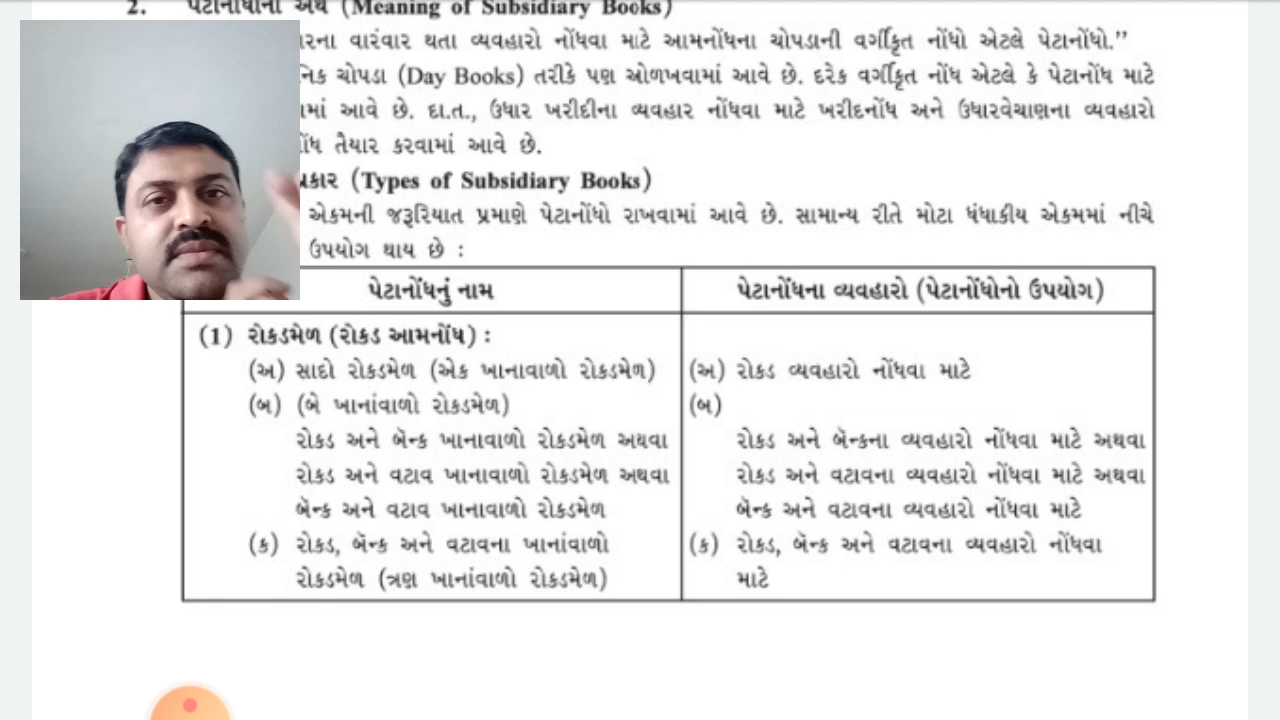 2. પેટાનોંધોનો અર્થ (Meaning of Subsidiary Books)
વારંવાર થતા વ્યવહારો નોંધવા માટે આમનોંધના ચોપડાની વર્ગીકૃત નોંધો એટલે પેટાનોંધો.”
ચોપડા (Day Books) તરીકે પણ ઓળખવામાં આવે છે. દરેક વર્ગીકૃત નોંધ એટલે કે પેટાનોંધ માટે
આવે છે. દા.ત., ઉધાર ખરીદીના વ્યવહાર નોંધવા માટે ખરીદનોંધ અને ઉધારવેચાણના વ્યવહારો
તૈયાર કરવામાં આવે છે.
(Types of Subsidiary Books)
એકમની જરૂરિયાત પ્રમાણે પેટાનોંધો રાખવામાં આવે છે. સામાન્ય રીતે મોટા ધંધાકીય એકમમાં નીચે
ઉપયોગ થાય છે :
પેટાનોંધનું નામ
પેટાનોંધના વ્યવહારો (પેટાનોંધોનો ઉપયોગ)
(1) રોકડમેળ (રોકડ આમનોંધ) :
(અ) સાદો રોકડમેળ (એક ખાનાવાળો રોકડમેળ)
(અ) રોકડ વ્યવહારો નોંધવા માટે
(બ) (બે ખાનાંવાળો રોકડમેળ)
(બ)
રોકડ અને બૅન્ક ખાનાવાળો રોકડમેળ અથવા
રોકડ અને બૅન્કના વ્યવહારો નોંધવા માટે અથવા
રોકડ અને વટાવ ખાનાવાળો રોકડમેળ અથવા
રોકડ અને વટાવના વ્યવહારો નોંધવા માટે અથવા
બૅન્ક અને વટાવ ખાનાવાળો રોકડમેળ
બૅન્ક અને વટાવના વ્યવહારો નોંધવા માટે
(ક) રોકડ, બૅન્ક અને વટાવના ખાનાંવાળો
રોકડમેળ (ત્રણ ખાનાંવાળો રોકડમેળ)
(ક) રોકડ, બૅન્ક અને વટાવના વ્યવહારો નોંધવા
માટે